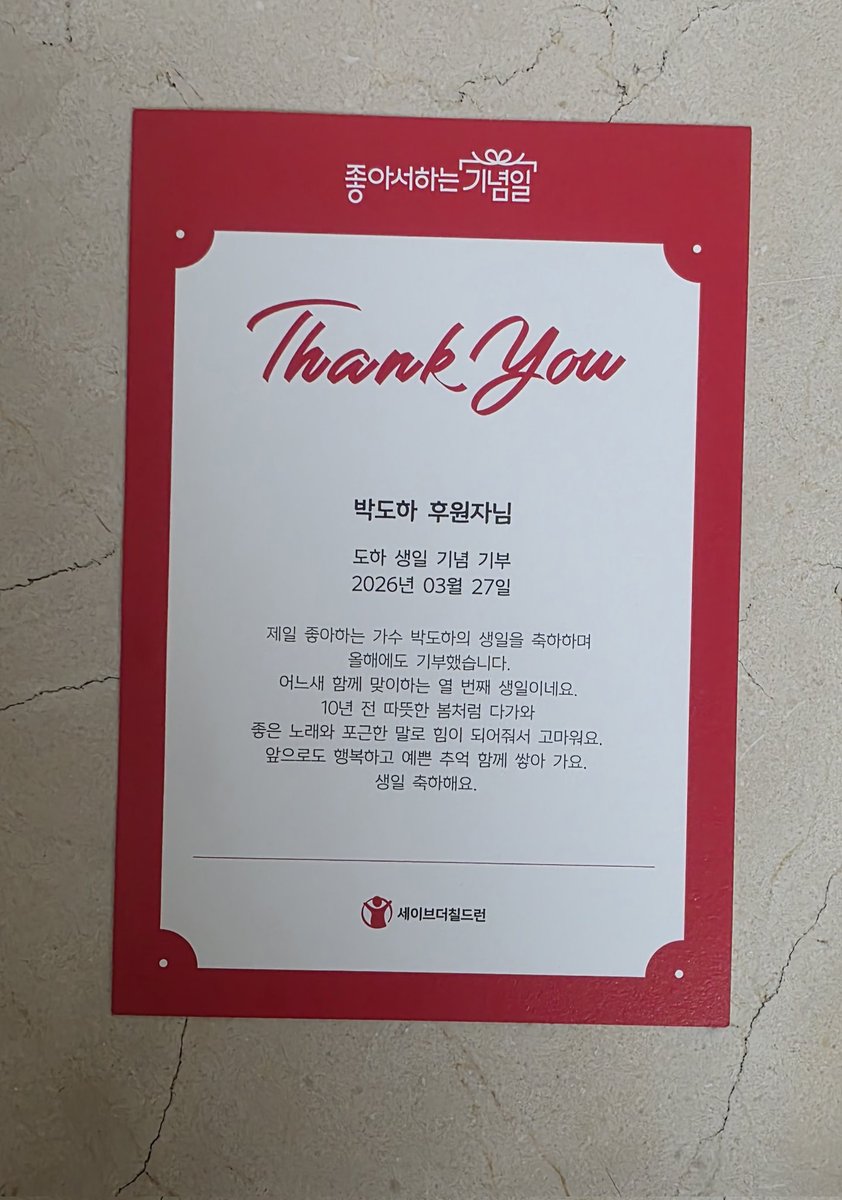 좋아서하는 기념일
Thank You
박도하 후원자님
도하 생일 기념 기부
2026년 03월 27일
제일 좋아하는 가수 박도하의 생일을 축하하며
올해에도 기부했습니다.
어느새 함께 맞이하는 열 번째 생일이네요.
10년 전 따뜻한 봄처럼 다가와
좋은 노래와 포근한 말로 힘이 되어줘서 고마워요.
앞으로도 행복하고 예쁜 추억 함께 쌓아 가요.
생일 축하해요.
세이브더칠드런